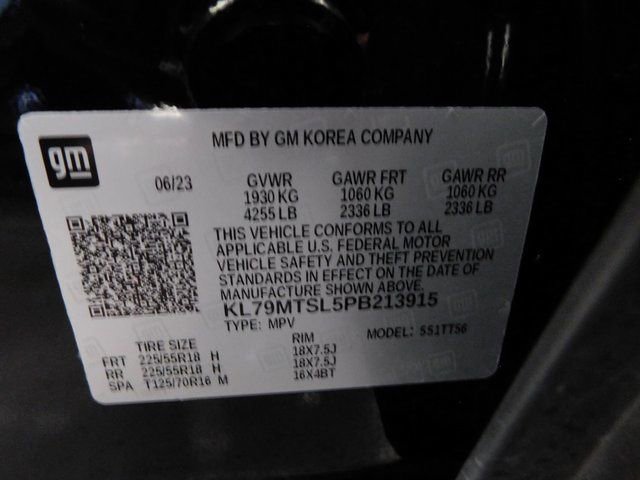 MFD BY GM KOREA COMPANY
gm
06/23 GVWR GAWR FRT GAWR RR
1930 KG 1060 KG 1060 KG
4255 LB 2336 LB 2336 LB
THIS VEHICLE CONFORMS TO ALL
APPLICABLE U.S. FEDERAL MOTOR
VEHICLE SAFETY AND THEFT PREVENTION
STANDARDS IN EFFECT ON THE DATE OF
MANUFACTURE SHOWN ABOVE.
KL79MTSL5PB213915
TYPE: MPV MODEL: 5S1TT56
TIRE SIZE RIM
FRT 225/55R18 H 18X7.5J
RR 225/55R18 H 18X7.5J
SPA T125/70R16 M 16X4BT